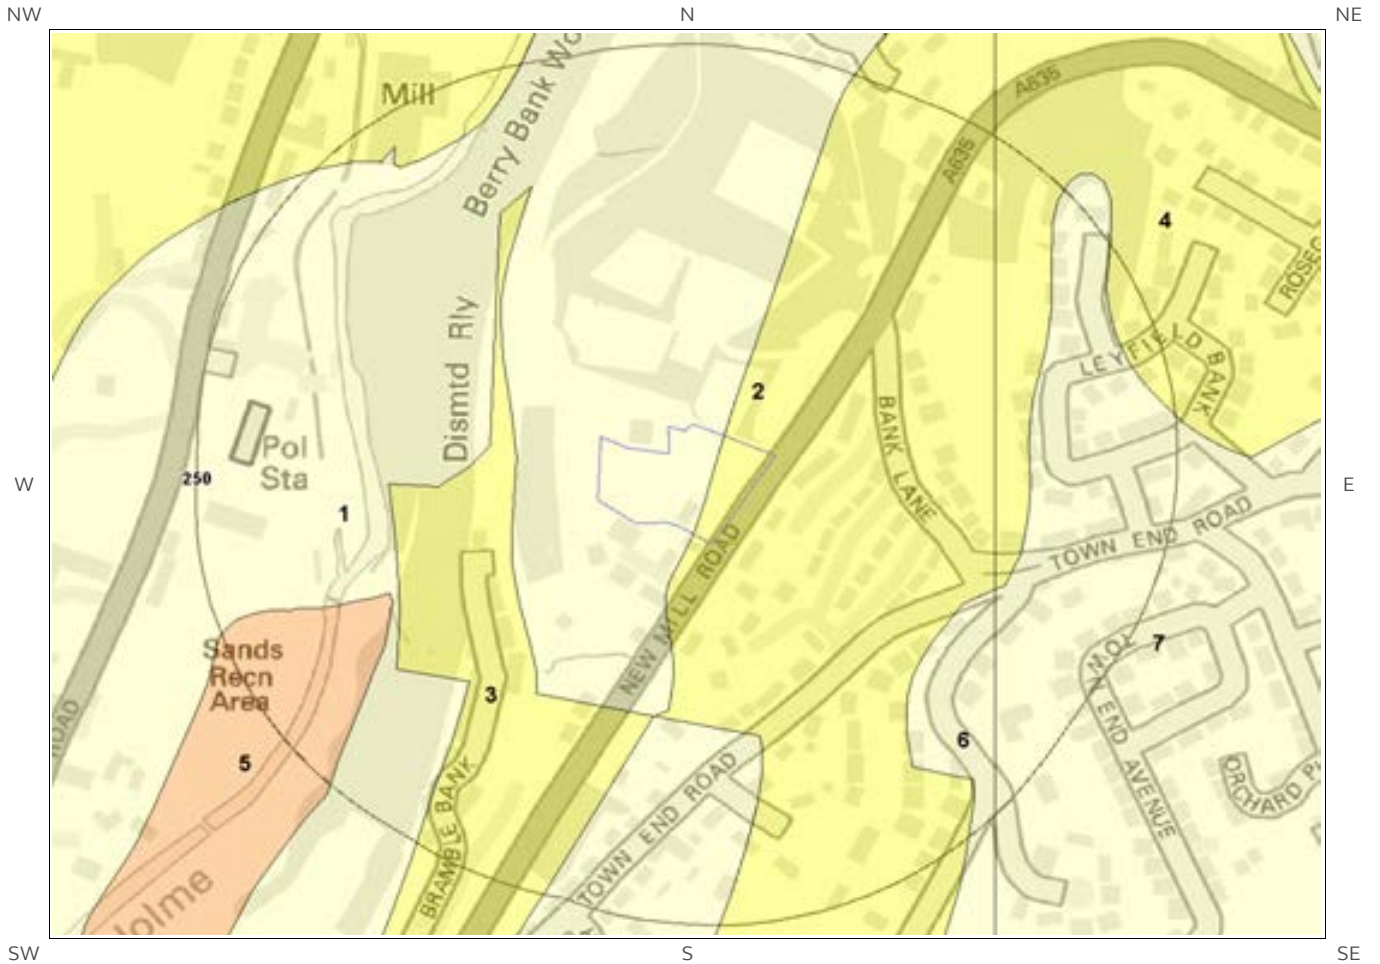 NW
N
NE
Mill
Berry Bank Wo
A635
A635
4
ROSEC
Dismtd Rly
LEYFIELD BANK
2
BANK LANE
Pol
Sta
W
250
1
E
TOWN END ROAD
NEW MILL ROAD
Sands
Recn
Area
7
TOWN END AVENUE
3
ROAD
6
5
BRAMBLE BANK
TOWN END ROAD
ORCHARD P
Holme
SW
S
SE